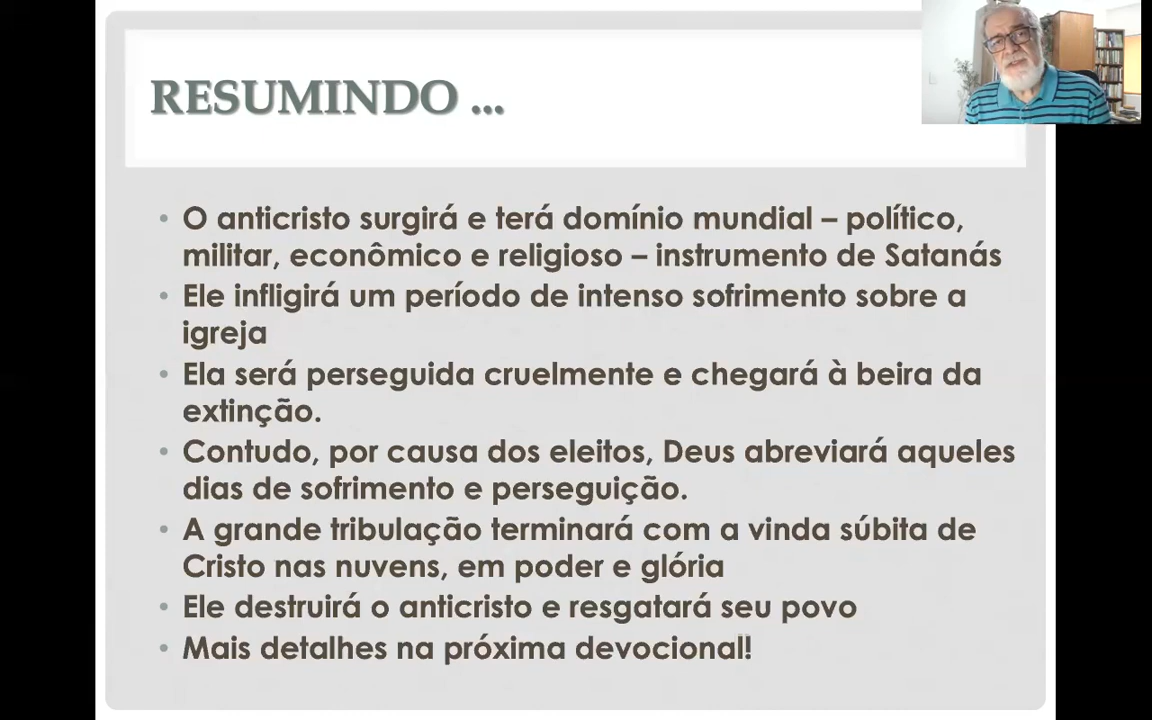 RESUMINDO ...
• O anticristo surgirá e terá domínio mundial – político,
militar, econômico e religioso – instrumento de Satanás
• Ele infligirá um período de intenso sofrimento sobre a
igreja
• Ela será perseguida cruelmente e chegará à beira da
extinção.
• Contudo, por causa dos eleitos, Deus abreviará aqueles
dias de sofrimento e perseguição.
• A grande tribulação terminará com a vinda súbita de
Cristo nas nuvens, em poder e glória
• Ele destruirá o anticristo e resgatará seu povo
• Mais detalhes na próxima devocional!